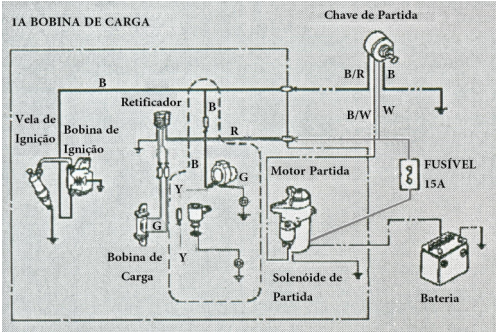 1A BOBINA DE CARGA
Chave de Partida
B/R
B
B
Retificador
B
W
B/W
Vela de
Ignição
Bobina de
Ignição
R
B
Motor Partida
FUSÍVEL
15A
G
Y
G
Y
Bobina de
Carga
Solenóide de
Partida
Bateria